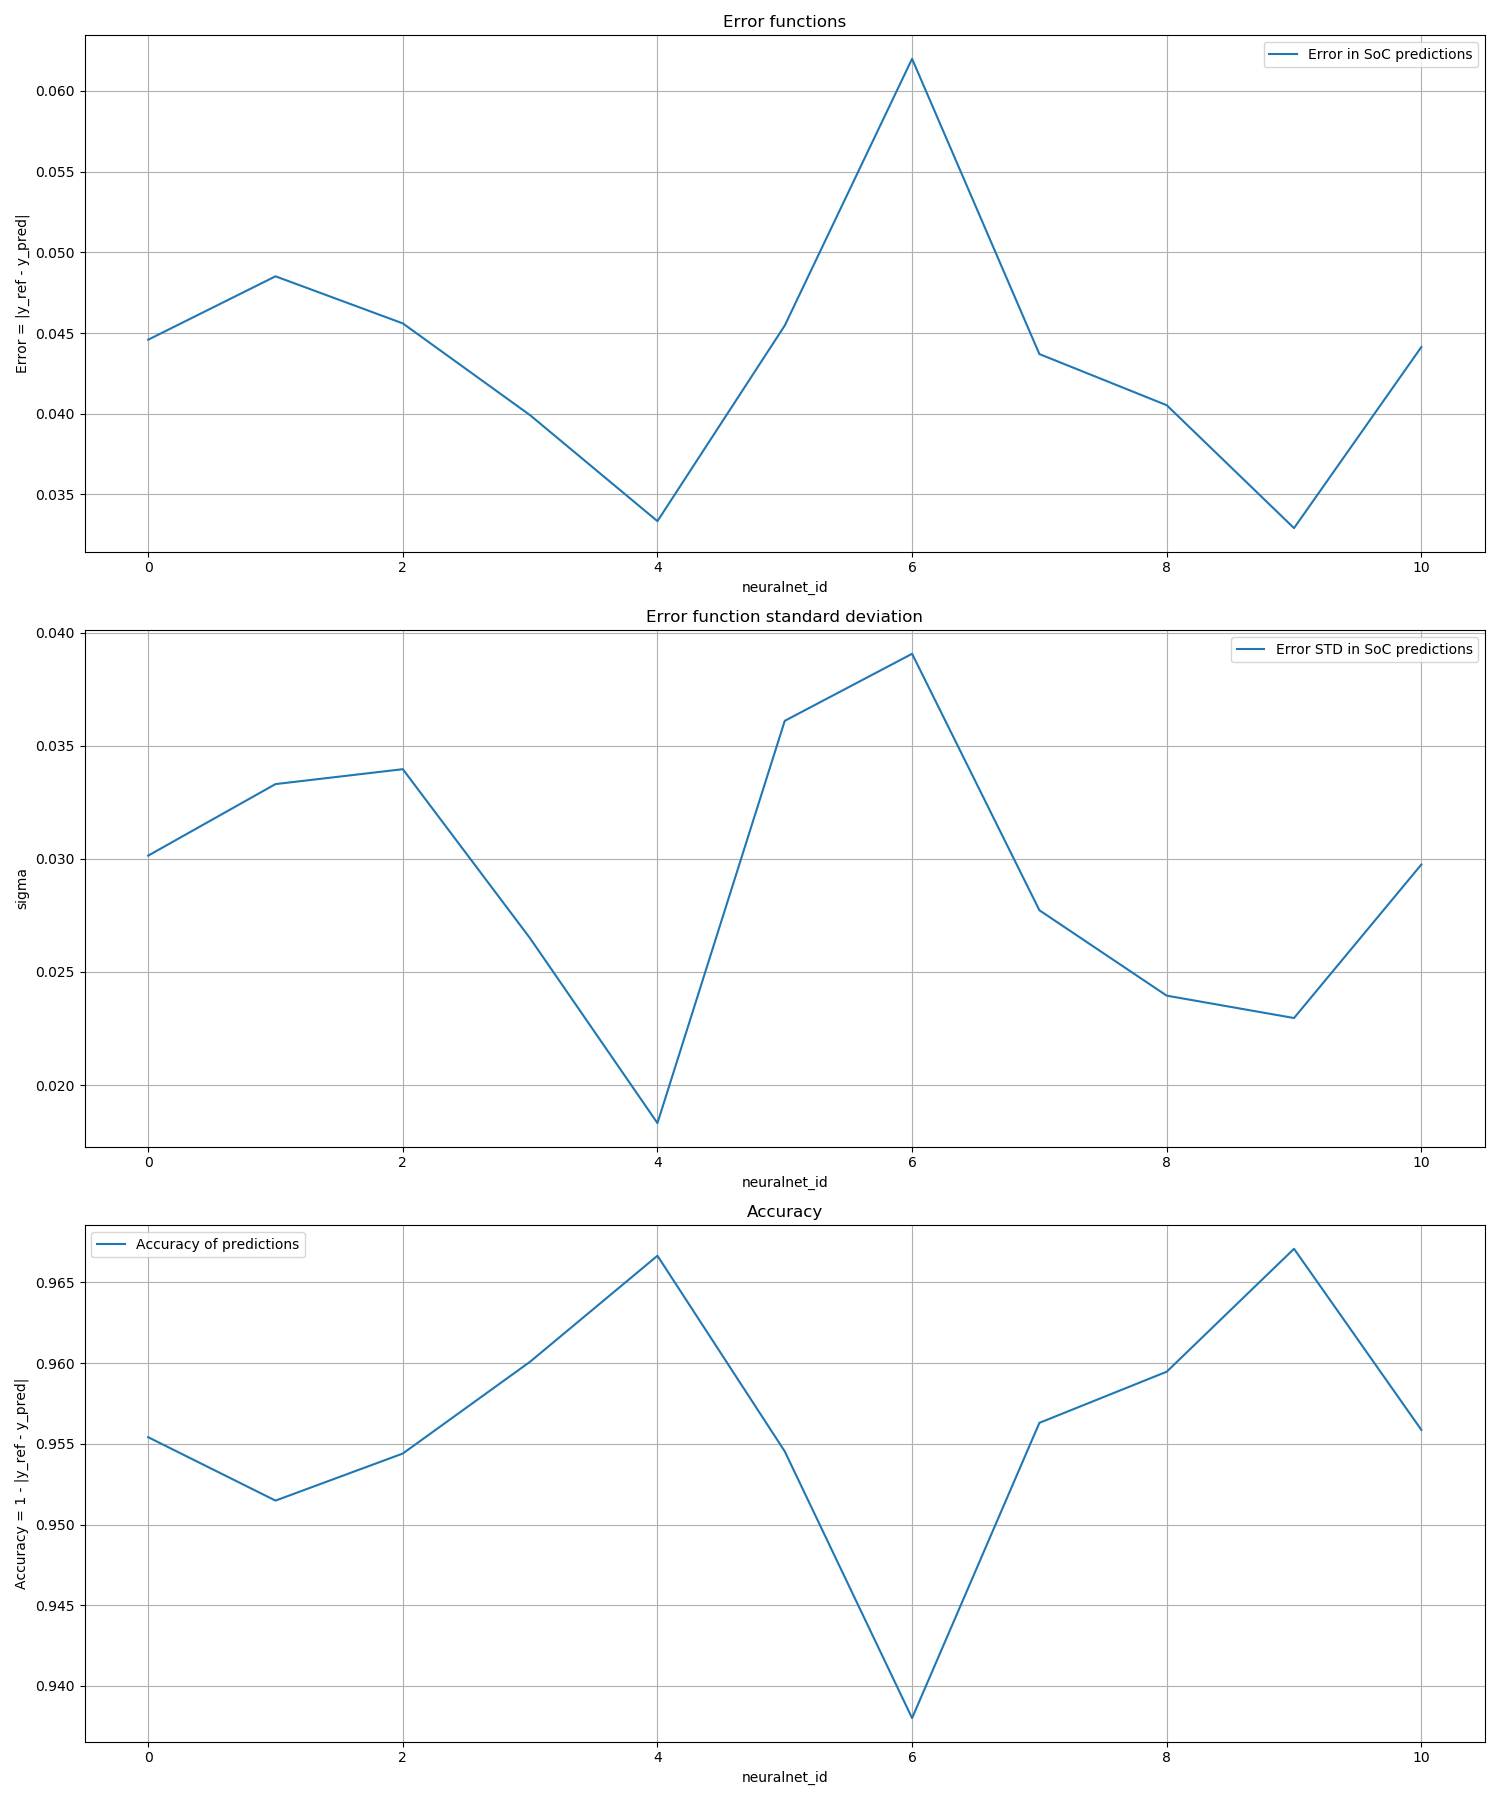 Error functions
Error in SoC predictions
Error = |y_ref - y_pred|
0.060
0.055
0.050
0.045
0.040
0.035
0 2 4 6 8 10
neuralnet_id
Error function standard deviation
Error STD in SoC predictions
sigma
0.040
0.035
0.030
0.025
0.020
0 2 4 6 8 10
neuralnet_id
Accuracy
Accuracy of predictions
Accuracy = 1 - |y_ref - y_pred|
0.965
0.960
0.955
0.950
0.945
0.940
0 2 4 6 8 10
neuralnet_id